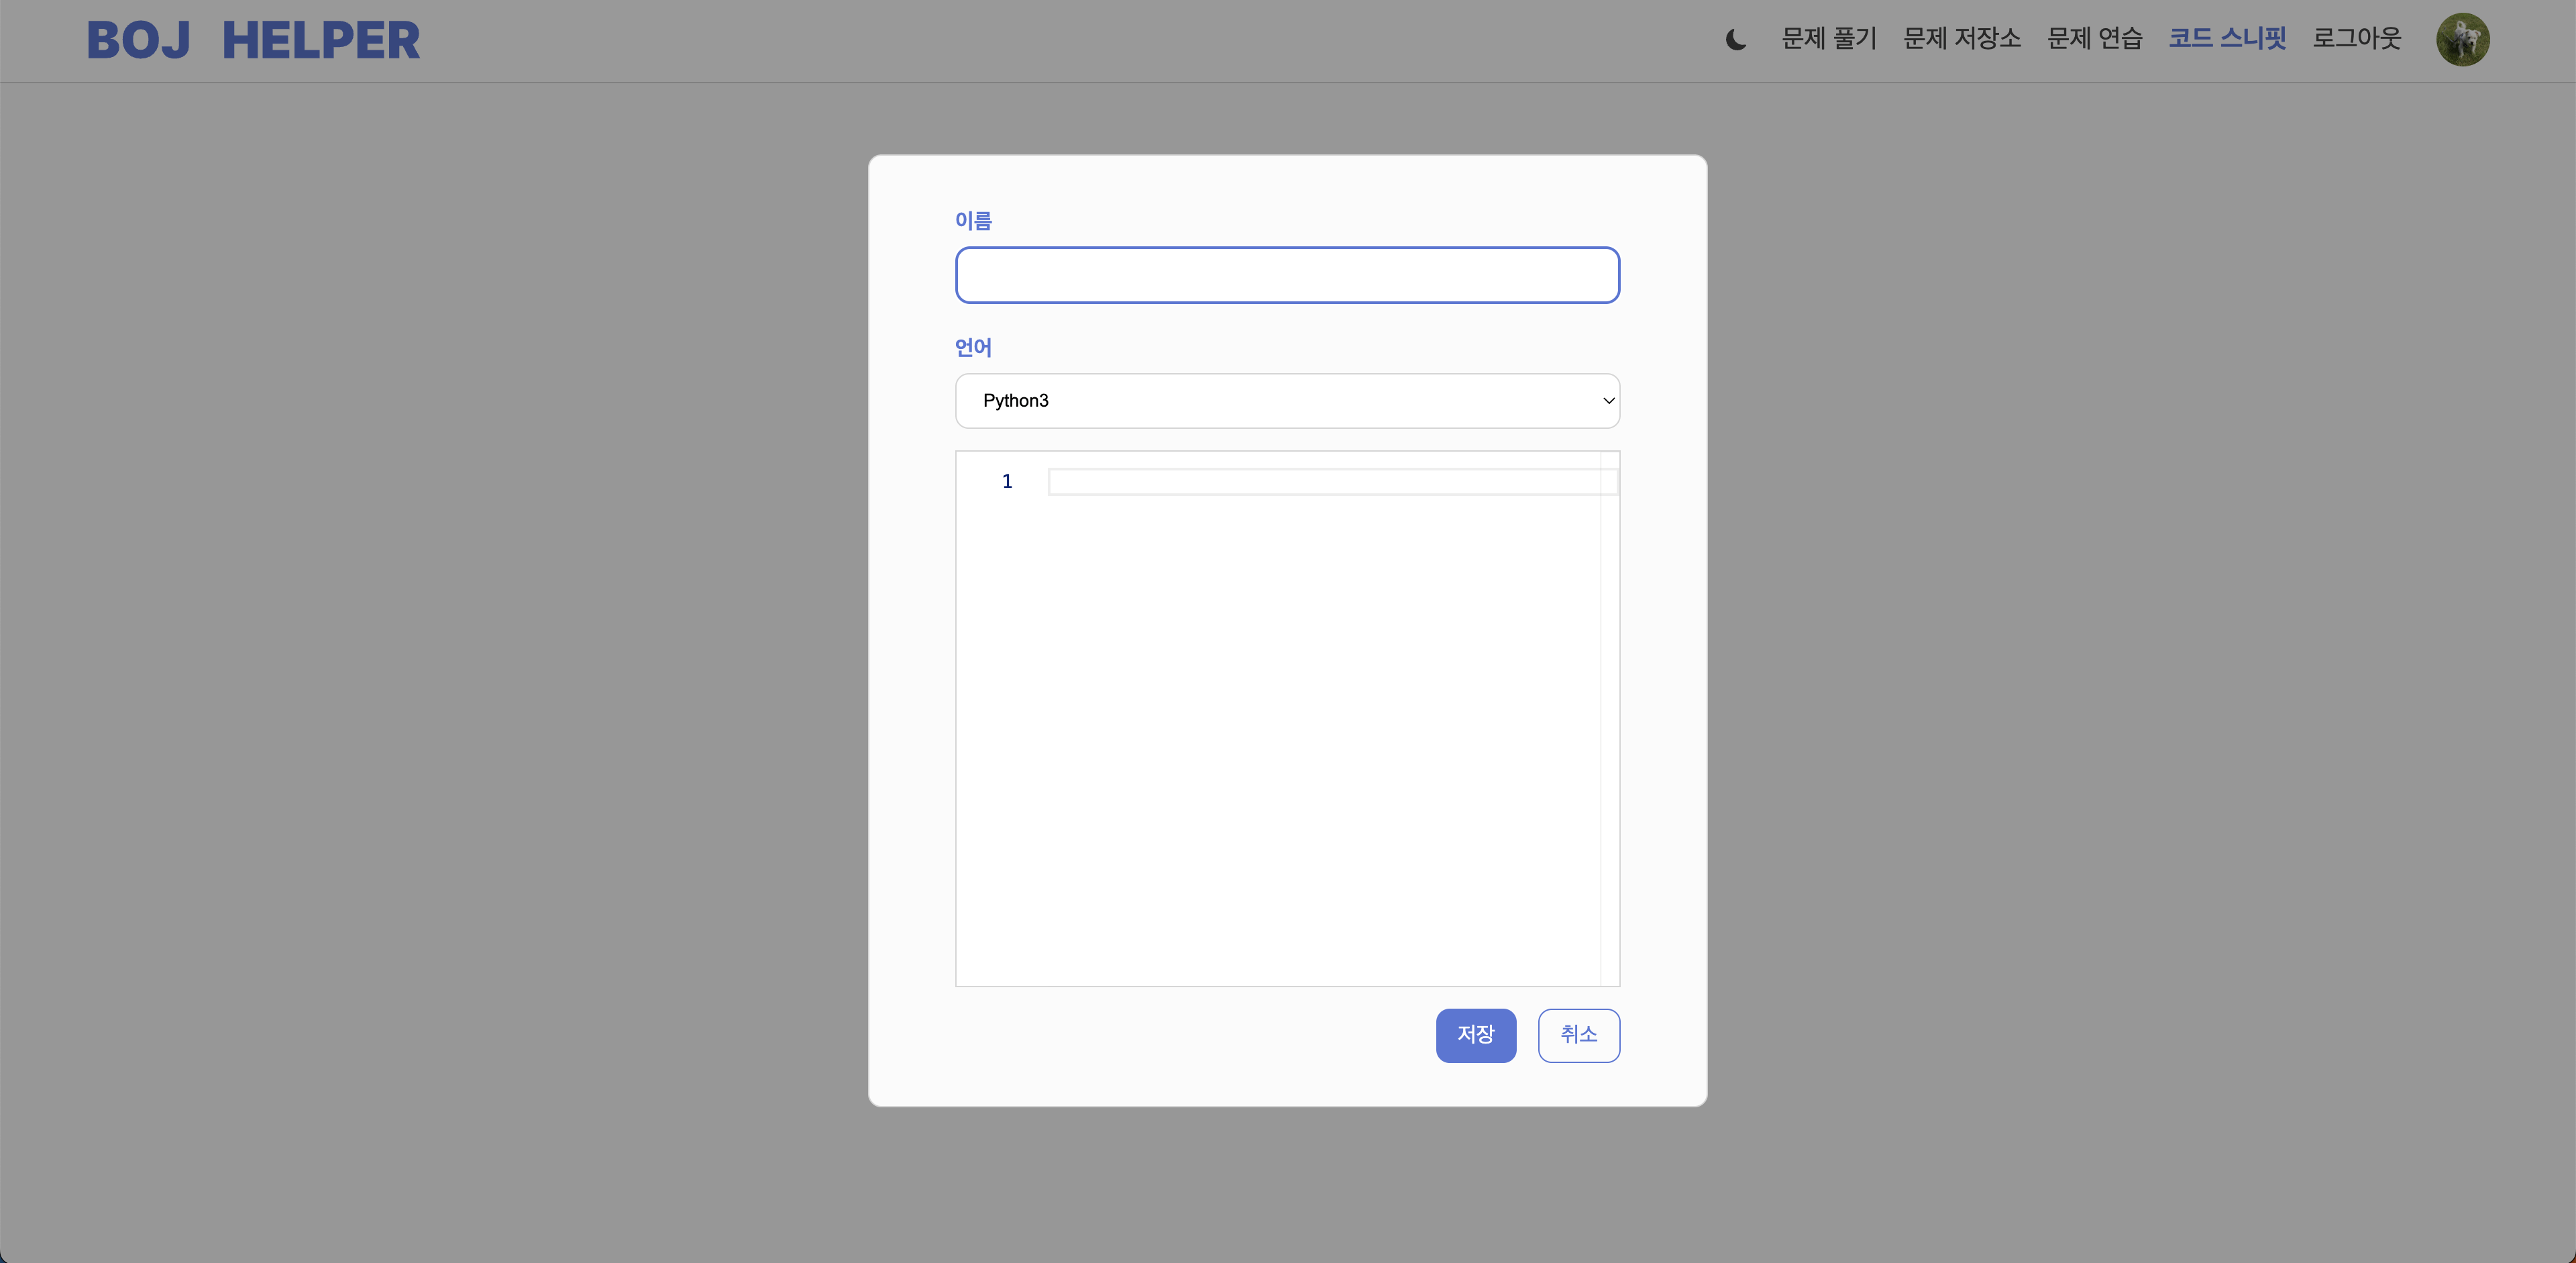 BOJ HELPER
문제 풀기 문제 저장소 문제 연습 코드 스니핏 로그아웃
이름
언어
Python3
1
저장 취소